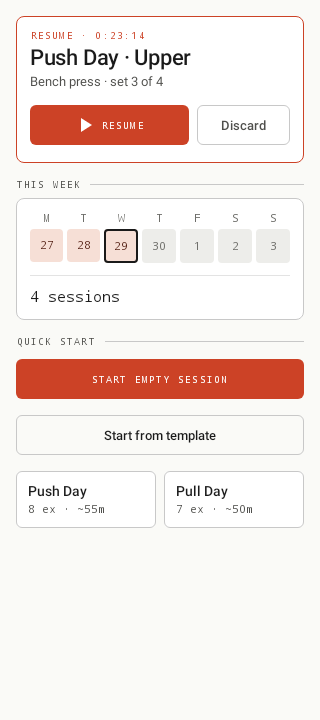 RESUME · 0:23:14
Push Day · Upper
Bench press · set 3 of 4
RESUME
Discard
THIS WEEK
M T W T F S S
27 28 29 30 1 2 3
4 sessions
QUICK START
START EMPTY SESSION
Start from template
Push Day
8 ex · ~55m
Pull Day
7 ex · ~50m